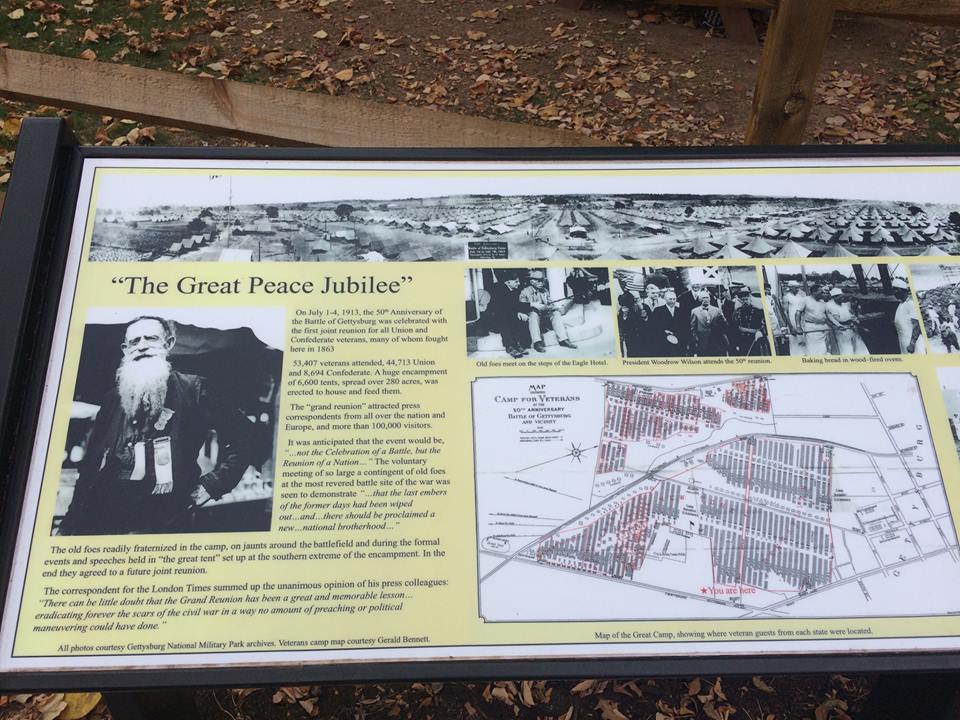 "The Great Peace Jubilee"
On July 1-4, 1913, the 50th Anniversary of
the Battle of Gettysburg was celebrated with
the first joint reunion for all Union and
Confederate veterans, many of whom fought
here in 1863
53,407 veterans attended, 44,713 Union
and 8,694 Confederate. A huge encampment
of 6,600 tents, spread over 280 acres, was
erected to house and feed them.
The "grand reunion" attracted press
correspondents from all over the nation and
Europe, and more than 100,000 visitors.
It was anticipated that the event would be,
"…not the Celebration of a Battle, but the
Reunion of a Nation…" The voluntary
meeting of so large a contingent of old foes
at the most revered battle site of the war was
seen to demonstrate "…that the last embers
of the former days had been wiped
out…and…there should be proclaimed a
new…national brotherhood…"
The old foes readily fraternized in the camp, on jaunts around the battlefield and during the formal
events and speeches held in "the great tent" set up at the southern extreme of the encampment. In the
end they agreed to a future joint reunion.
The correspondent for the London Times summed up the unanimous opinion of his press colleagues:
"There can be little doubt that the Grand Reunion has been a great and memorable lesson…
eradicating forever the scars of the civil war in a way no amount of preaching or political
maneuvering could have done."
All photos courtesy Gettysburg National Military Park archives. Veterans camp map courtesy Gerald Bennett.
Old foes meet on the steps of the Eagle Hotel.
President Woodrow Wilson attends the 50th reunion.
Baking bread in wood-fired ovens.
MAP
SHOWING
CAMP FOR VETERANS
AT THE
50TH ANNIVERSARY
BATTLE OF GETTYSBURG
AND VICINITY
GETTYSBURG
★You are here
Map of the Great Camp, showing where veteran guests from each state were located.